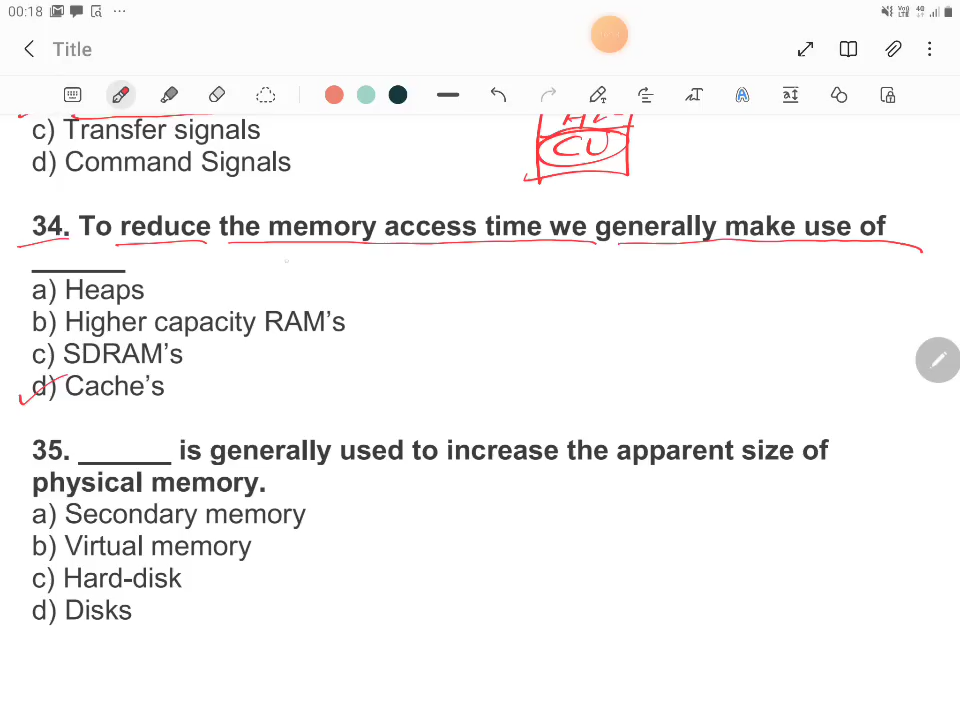 00:18
Title
c) Transfer signals
d) Command Signals
CU
34. To reduce the memory access time we generally make use of
______
a) Heaps
b) Higher capacity RAM’s
c) SDRAM’s
d) Cache’s
35. ______ is generally used to increase the apparent size of
physical memory.
a) Secondary memory
b) Virtual memory
c) Hard-disk
d) Disks